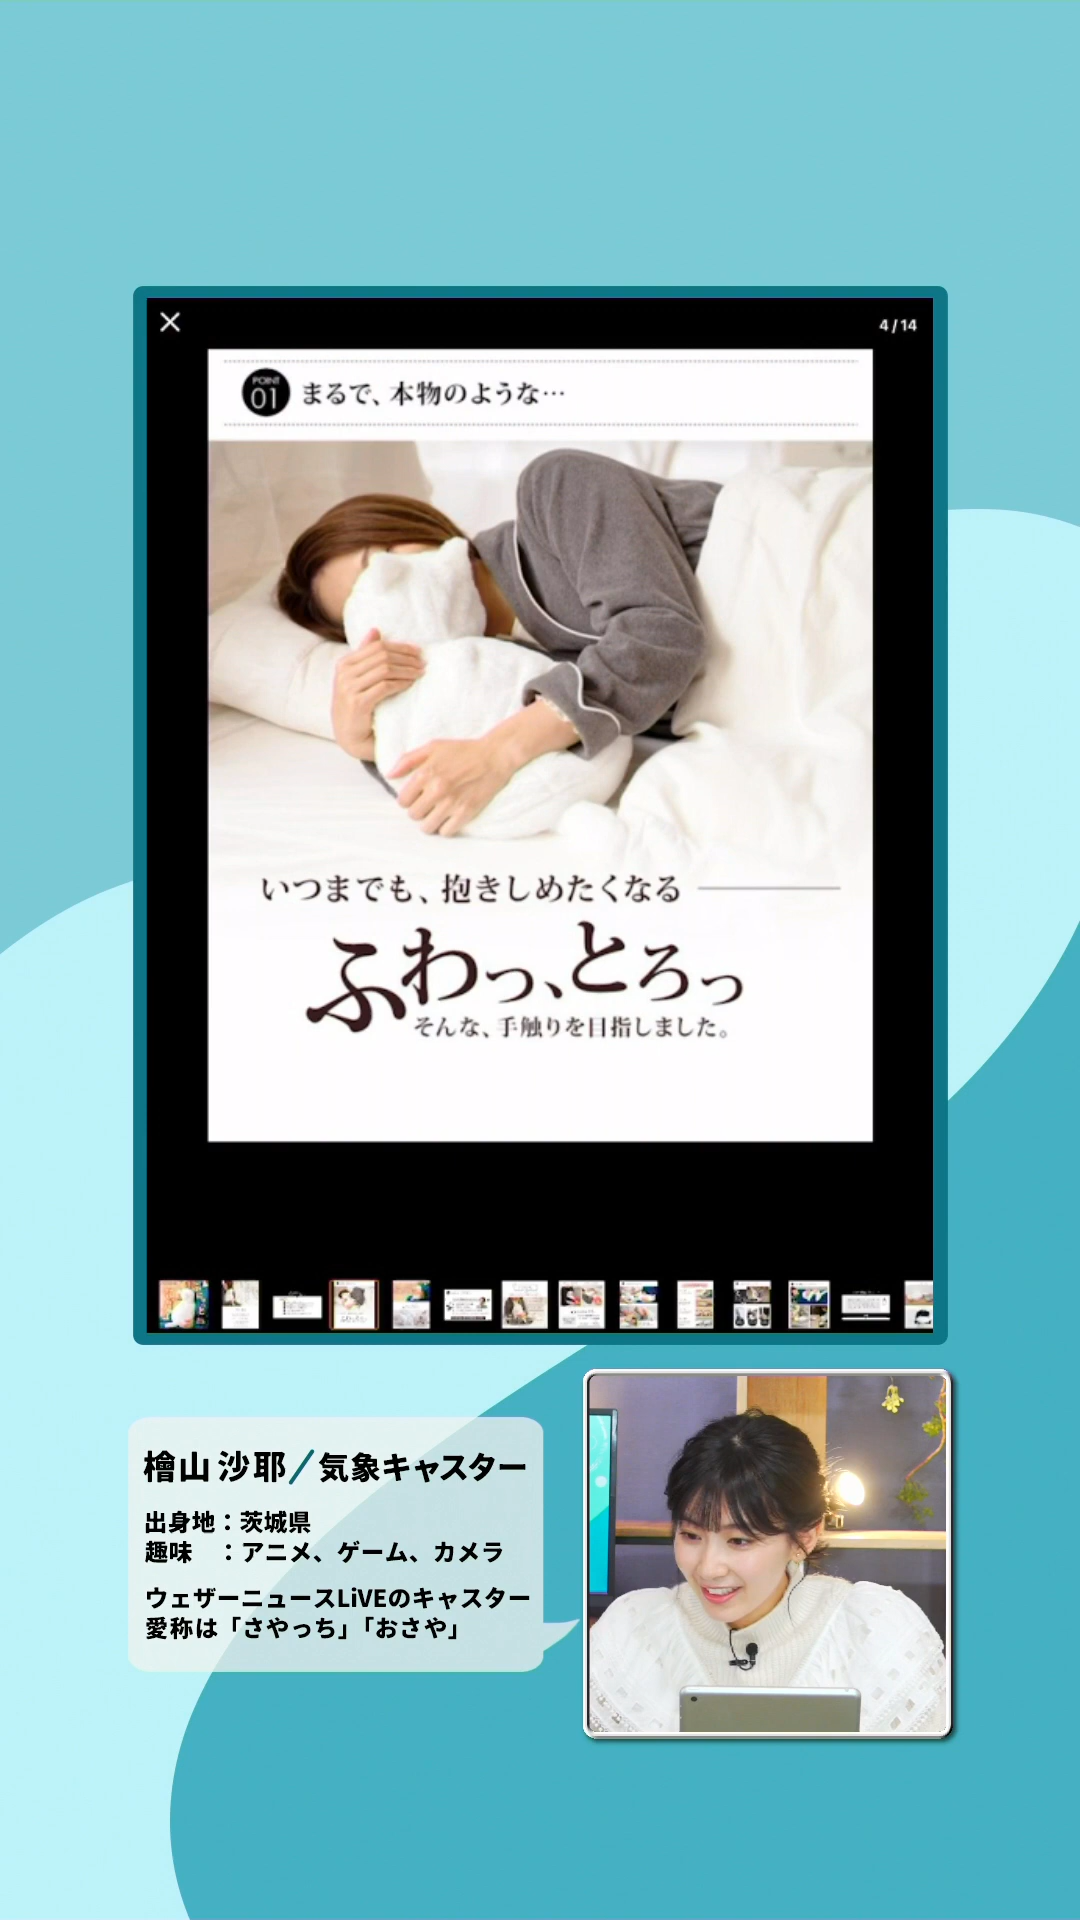 4 / 14
POINT
01
まるで、本物のような…
いつまでも、抱きしめたくなる
ふわっ、とろっ
そんな、手触りを目指しました。
檜山 沙耶/気象キャスター
出身地:茨城県
趣味 :アニメ、ゲーム、カメラ
ウェザーニュースLiVEのキャスター
愛称は「さやっち」「おさや」